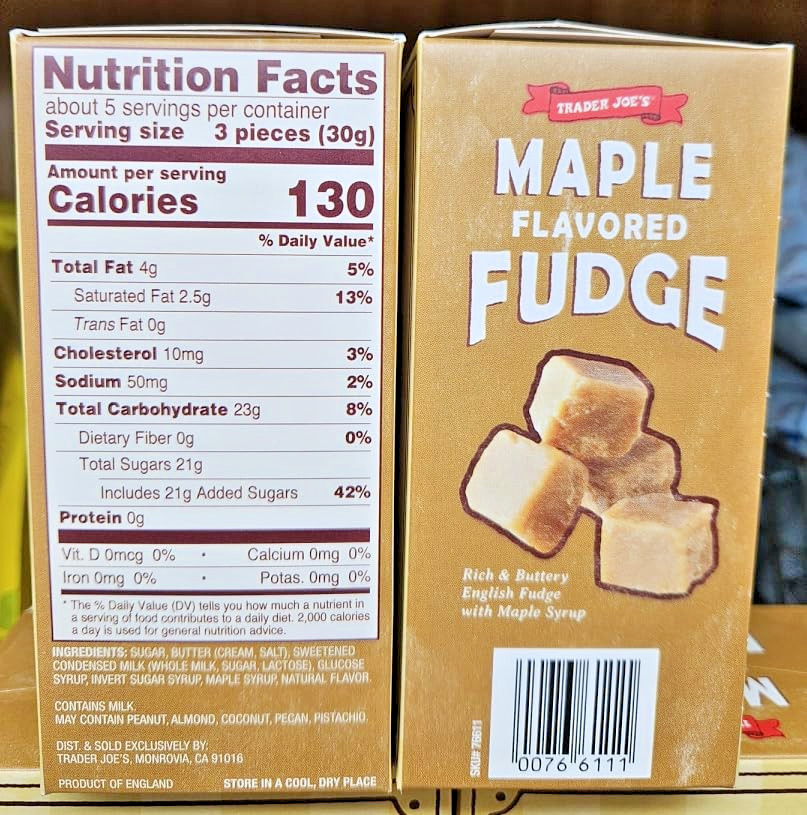 Nutrition Facts
about 5 servings per container
Serving size 3 pieces (30g)
Amount per serving
Calories 130
% Daily Value*
Total Fat 4g 5%
Saturated Fat 2.5g 13%
Trans Fat 0g
Cholesterol 10mg 3%
Sodium 50mg 2%
Total Carbohydrate 23g 8%
Dietary Fiber 0g 0%
Total Sugars 21g
Includes 21g Added Sugars 42%
Protein 0g
Vit. D 0mcg 0% • Calcium 0mg 0%
Iron 0mg 0% • Potas. 0mg 0%
* The % Daily Value (DV) tells you how much a nutrient in
a serving of food contributes to a daily diet. 2,000 calories
a day is used for general nutrition advice.
INGREDIENTS: SUGAR, BUTTER (CREAM, SALT), SWEETENED
CONDENSED MILK (WHOLE MILK, SUGAR, LACTOSE), GLUCOSE
SYRUP, INVERT SUGAR SYRUP, MAPLE SYRUP, NATURAL FLAVOR.
CONTAINS MILK.
MAY CONTAIN PEANUT, ALMOND, COCONUT, PECAN, PISTACHIO.
DIST. & SOLD EXCLUSIVELY BY:
TRADER JOE'S, MONROVIA, CA 91016
PRODUCT OF ENGLAND STORE IN A COOL, DRY PLACE
TRADER JOE'S
MAPLE
FLAVORED
FUDGE
Rich & Buttery
English Fudge
with Maple Syrup
SKU# 76611
0076 6111